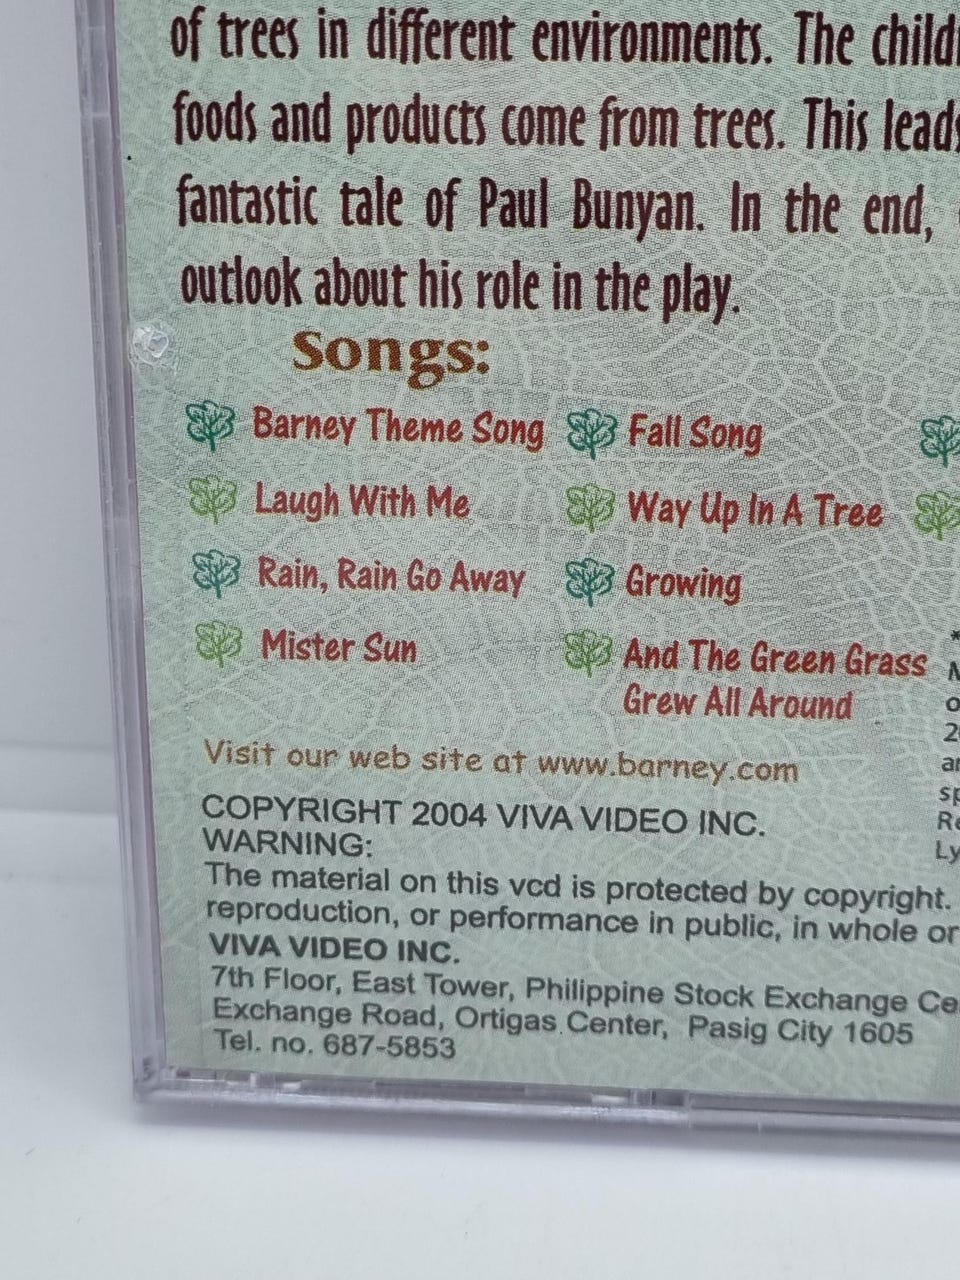 of trees in different environments. The child
foods and products come from trees. This leads
fantastic tale of Paul Bunyan. In the end,
outlook about his role in the play.
Songs:
Barney Theme Song
Laugh With Me
Rain, Rain Go Away
Mister Sun
Fall Song
Way Up In A Tree
Growing
And The Green Grass
Grew All Around
Visit our web site at www.barney.com
COPYRIGHT 2004 VIVA VIDEO INC.
WARNING:
The material on this vcd is protected by copyright.
reproduction, or performance in public, in whole or
VIVA VIDEO INC.
7th Floor, East Tower, Philippine Stock Exchange Ce
Exchange Road, Ortigas Center, Pasig City 1605
Tel. no. 687-5853